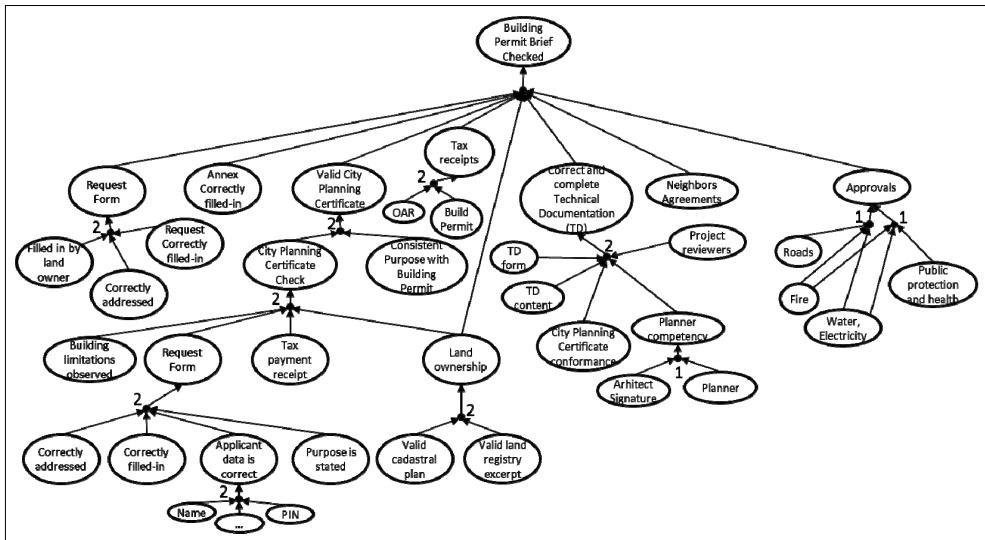 Building
Permit Brief
Checked
Request
Form
Annex
Correctly
filled-in
Valid City
Planning
Certificate
Tax
receipts
Correct and
complete
Technical
Documentation
(TD)
Neighbors
Agreements
Approvals
2
OAR
Build
Permit
2
Filled in by
land
owner
Request
Correctly
filled-in
Correctly
addressed
2
City Planning
Certificate
Check
Consistent
Purpose with
Building
Permit
2
TD
form
TD
content
Project
reviewers
City Planning
Certificate
conformance
Planner
competency
1
1
Roads
Fire
Water,
Electricity
Public
protection
and health
2
Building
limitations
observed
Request
Form
Tax
payment
receipt
Land
ownership
1
Arhitect
Signature
Planner
2
Correctly
addressed
Correctly
filled-in
Applicant
data is
correct
Purpose is
stated
2
Valid
cadastral
plan
Valid land
registry
excerpt
2
Name
...
PIN